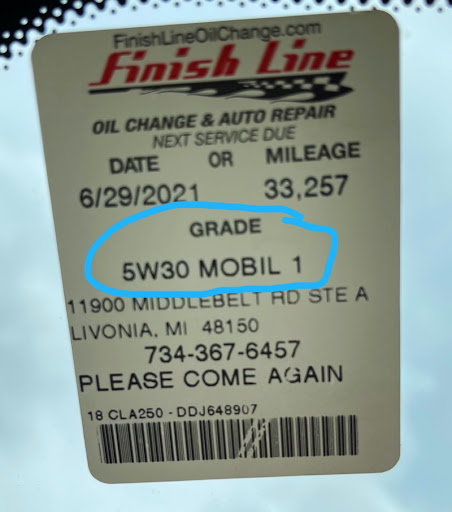 FinishLineOilChange.com
Finish Line
OIL CHANGE & AUTO REPAIR
NEXT SERVICE DUE
DATE OR MILEAGE
6/29/2021 33,257
GRADE
5W30 MOBIL 1
11900 MIDDLEBELT RD STE A
LIVONIA, MI 48150
734-367-6457
PLEASE COME AGAIN
18 CLA250 - DDJ648907